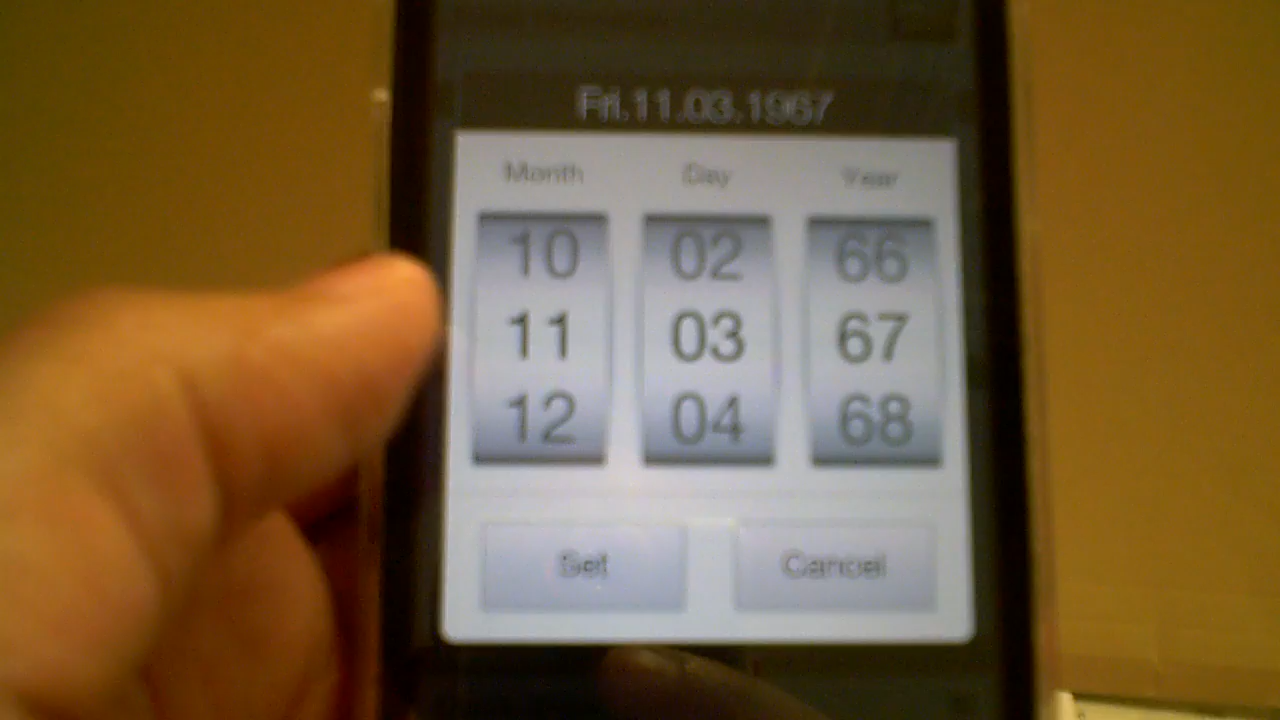 Fri.11.03.1967
Month Day Year
10 02 66
11 03 67
12 04 68
Set Cancel